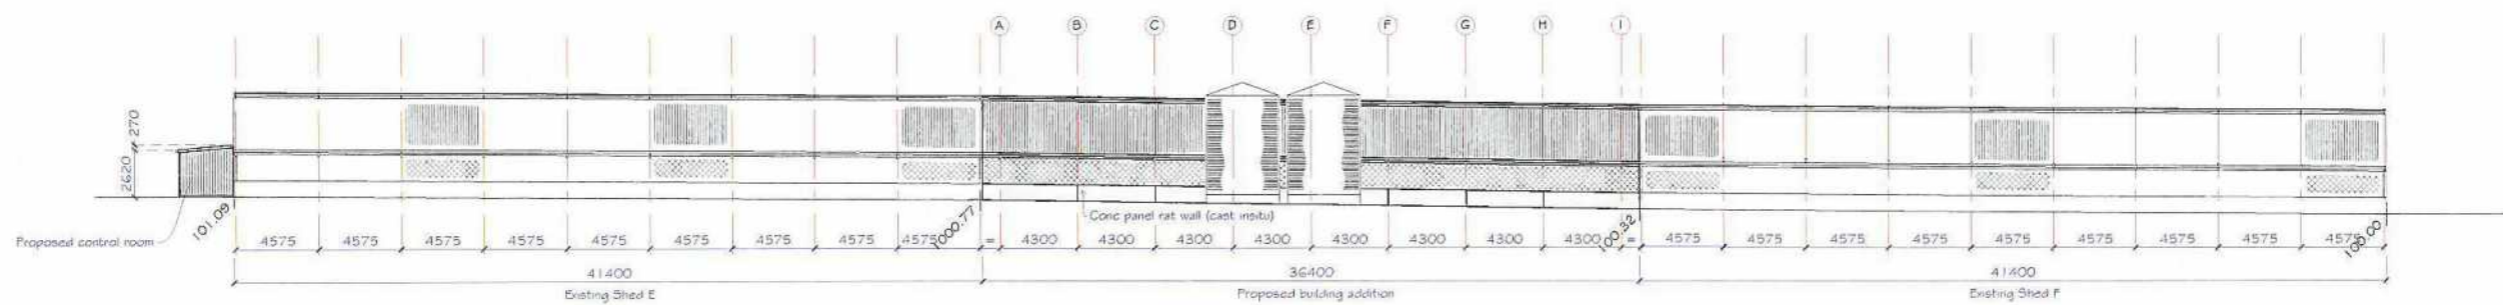 A B C D E F G H I
270
2620
101.09
1000.77
Conc panel rat wall (cast insitu)
100.32
100.00
Proposed control room
4575 4575 4575 4575 4575 4575 4575 4575 4575 = 4300 4300 4300 4300 4300 4300 4300 4300 = 4575 4575 4575 4575 4575 4575 4575 4575 4575
41400 36400 41400
Existing Shed E Proposed building addition Existing Shed F